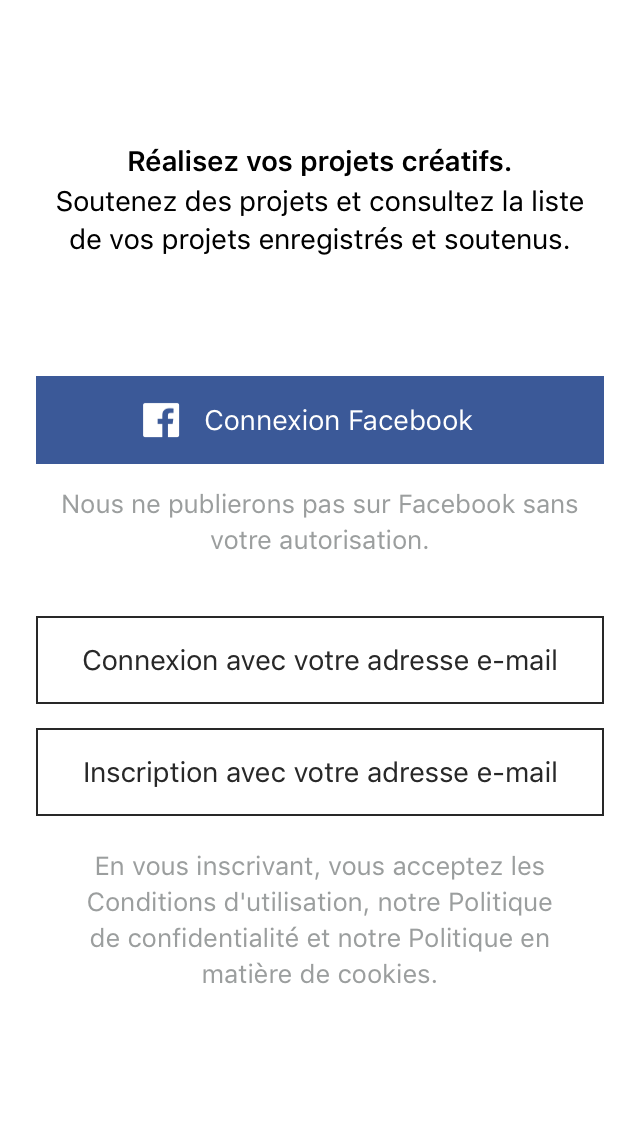 Réalisez vos projets créatifs.
Soutenez des projets et consultez la liste
de vos projets enregistrés et soutenus.
Connexion Facebook
Nous ne publierons pas sur Facebook sans
votre autorisation.
Connexion avec votre adresse e-mail
Inscription avec votre adresse e-mail
En vous inscrivant, vous acceptez les
Conditions d'utilisation, notre Politique
de confidentialité et notre Politique en
matière de cookies.